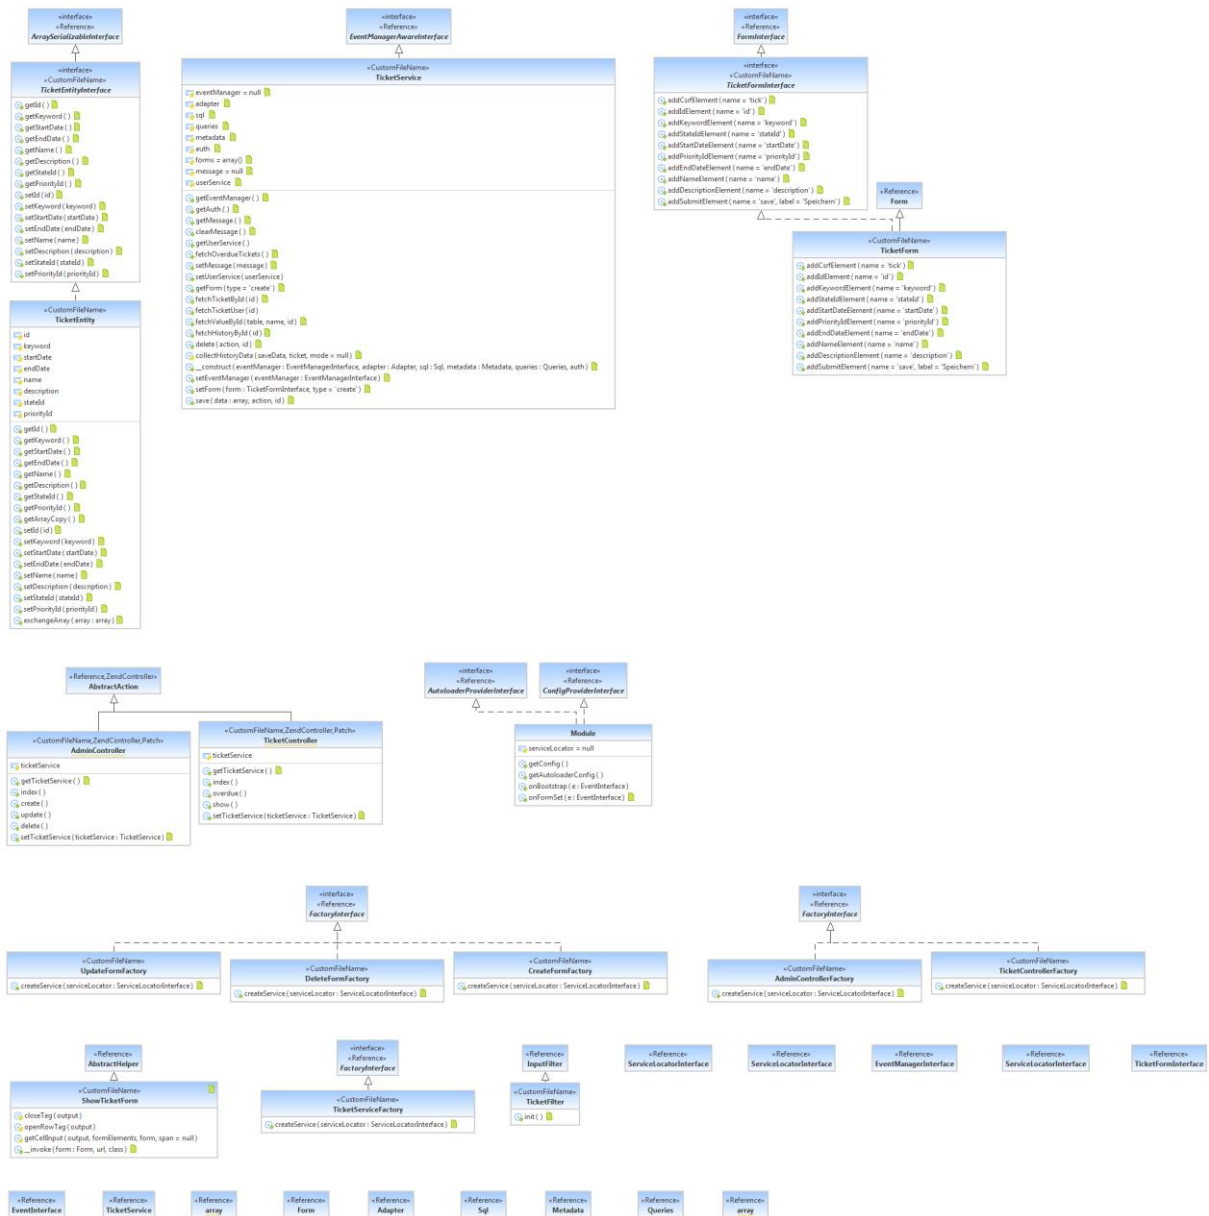 «interface»
«Reference»
ArraySerializableInterface
«interface»
«CustomFileName»
TicketEntityInterface
getId ( )
getKeyword ( )
getStartDate ( )
getEndDate ( )
getName ( )
getDescription ( )
getStateId ( )
getPriorityId ( )
setId (id)
setKeyword (keyword)
setStartDate (startDate)
setEndDate (endDate)
setName (name)
setDescription (description)
setStateId (stateId)
setPriorityId (priorityId)
«CustomFileName»
TicketEntity
id
keyword
startDate
endDate
name
description
stateId
priorityId
getId ( )
getKeyword ( )
getStartDate ( )
getEndDate ( )
getName ( )
getDescription ( )
getStateId ( )
getPriorityId ( )
getArrayCopy ( )
setId (id)
setKeyword (keyword)
setStartDate (startDate)
setEndDate (endDate)
setName (name)
setDescription (description)
setStateId (stateId)
setPriorityId (priorityId)
exchangeArray (array : array)
«interface»
«Reference»
EventManagerAwareInterface
«CustomFileName»
TicketService
eventManager = null
adapter
sql
queries
metadata
auth
forms = array()
message = null
userService
getEventManager ( )
getAuth ( )
getMessage ( )
clearMessage ( )
getUserService ( )
fetchOverdueTickets ( )
setMessage (message)
setUserService (userService)
getForm (type = 'create')
fetchTicketById (id)
fetchTicketUser (id)
fetchValueById (table, name, id)
fetchHistoryById (id)
delete (action, id)
collectHistoryData (saveData, ticket, mode = null)
__construct (eventManager : EventManagerInterface, adapter : Adapter, sql : Sql, metadata : Metadata, queries : Queries, auth)
setEventManager (eventManager : EventManagerInterface)
setForm (form : TicketFormInterface, type = 'create')
save (data : array, action, id)
«interface»
«Reference»
FormInterface
«interface»
«CustomFileName»
TicketFormInterface
addCsrfElement (name = 'tick')
addIdElement (name = 'id')
addKeywordElement (name = 'keyword')
addStateIdElement (name = 'stateId')
addStartDateElement (name = 'startDate')
addPriorityIdElement (name = 'priorityId')
addEndDateElement (name = 'endDate')
addNameElement (name = 'name')
addDescriptionElement (name = 'description')
addSubmitElement (name = 'save', label = 'Speichern')
«Reference»
Form
«CustomFileName»
TicketForm
addCsrfElement (name = 'tick')
addIdElement (name = 'id')
addKeywordElement (name = 'keyword')
addStateIdElement (name = 'stateId')
addStartDateElement (name = 'startDate')
addPriorityIdElement (name = 'priorityId')
addEndDateElement (name = 'endDate')
addNameElement (name = 'name')
addDescriptionElement (name = 'description')
addSubmitElement (name = 'save', label = 'Speichern')
«Reference,ZendController»
AbstractAction
«CustomFileName,ZendController,Patch»
AdminController
ticketService
getTicketService ( )
index ( )
create ( )
update ( )
delete ( )
setTicketService (ticketService : TicketService)
«CustomFileName,ZendController,Patch»
TicketController
ticketService
getTicketService ( )
index ( )
overdue ( )
show ( )
setTicketService (ticketService : TicketService)
«interface»
«Reference»
AutoloaderProviderInterface
«interface»
«Reference»
ConfigProviderInterface
Module
serviceLocator = null
getConfig ( )
getAutoloaderConfig ( )
onBootstrap (e : EventInterface)
onFormSet (e : EventInterface)
«interface»
«Reference»
FactoryInterface
«CustomFileName»
UpdateFormFactory
createService (serviceLocator : ServiceLocatorInterface)
«CustomFileName»
DeleteFormFactory
createService (serviceLocator : ServiceLocatorInterface)
«CustomFileName»
CreateFormFactory
createService (serviceLocator : ServiceLocatorInterface)
«interface»
«Reference»
FactoryInterface
«CustomFileName»
AdminControllerFactory
createService (serviceLocator : ServiceLocatorInterface)
«CustomFileName»
TicketControllerFactory
createService (serviceLocator : ServiceLocatorInterface)
«Reference»
AbstractHelper
«CustomFileName»
ShowTicketForm
closeTag (output)
openRowTag (output)
getCellInput (output, formElements, form, span = null)
__invoke (form : Form, url, class)
«interface»
«Reference»
FactoryInterface
«CustomFileName»
TicketServiceFactory
createService (serviceLocator : ServiceLocatorInterface)
«Reference»
InputFilter
«CustomFileName»
TicketFilter
init ( )
«Reference»
ServiceLocatorInterface
«Reference»
ServiceLocatorInterface
«Reference»
EventManagerInterface
«Reference»
ServiceLocatorInterface
«Reference»
TicketFormInterface
«Reference»
EventInterface
«Reference»
TicketService
«Reference»
array
«Reference»
Form
«Reference»
Adapter
«Reference»
Sql
«Reference»
Metadata
«Reference»
Queries
«Reference»
array